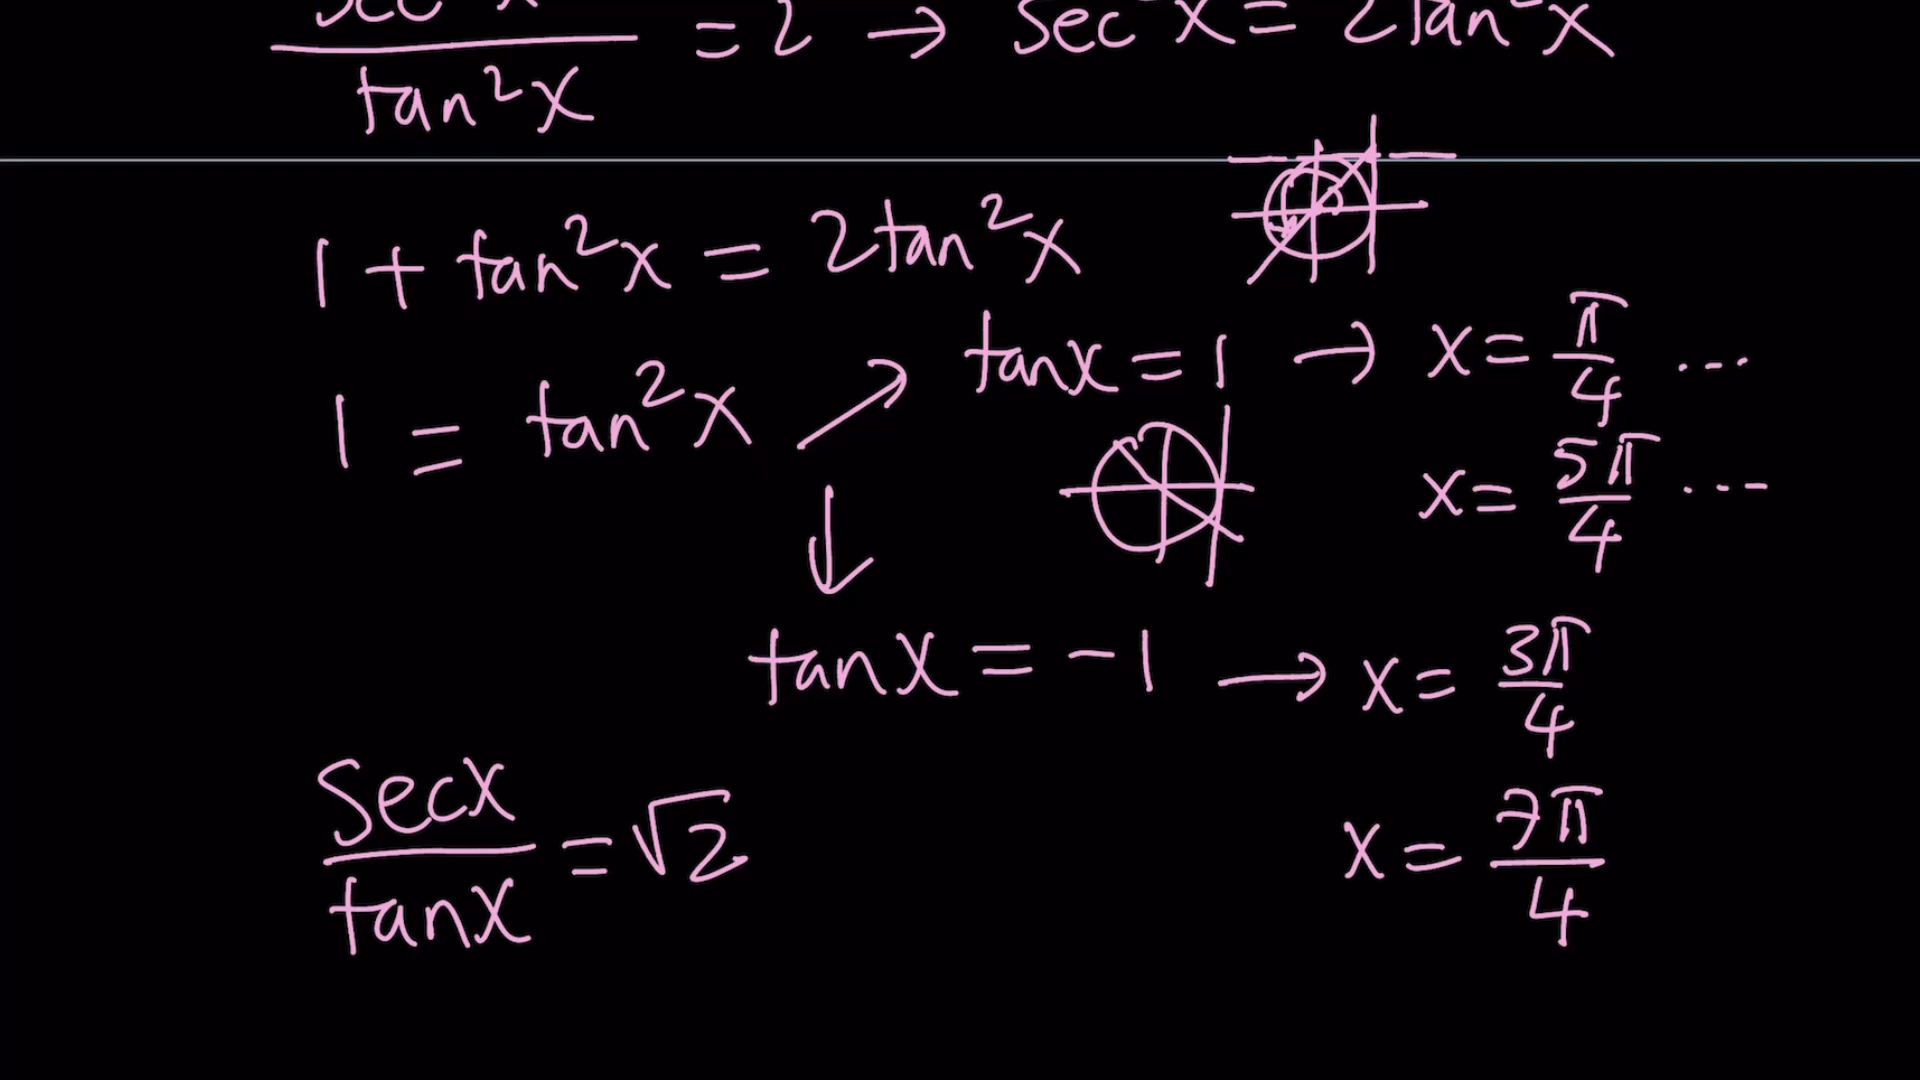 sec²x/tan²x = 2 → sec²x = 2tan²x
1 + tan²x = 2tan²x
1 = tan²x ↗ tanx = 1 → x = π/4 ...
x = 5π/4 ...
↓
tanx = -1 → x = 3π/4
secx/tanx = √2
x = 7π/4